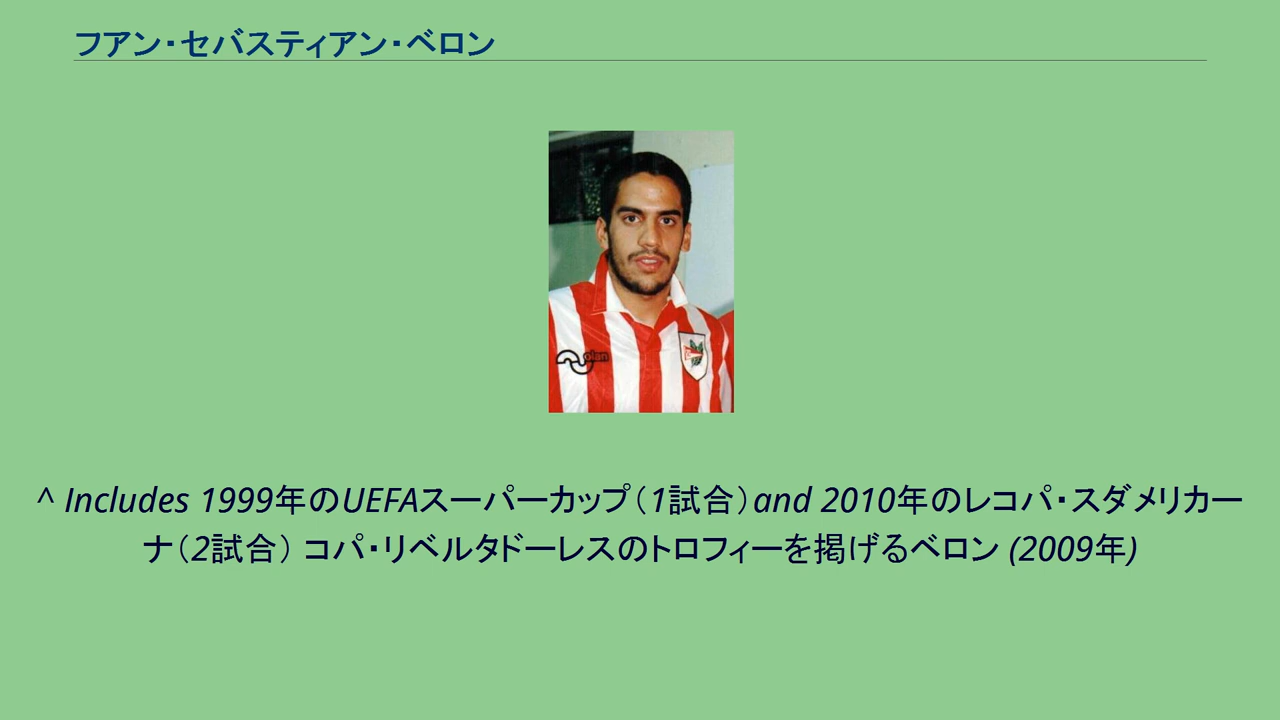 フアン・セバスティアン・ベロン
olan
^ Includes 1999年のUEFAスーパーカップ（1試合）and 2010年のレコパ・スダメリカー
ナ（2試合） コパ・リベルタドーレスのトロフィーを掲げるベロン (2009年)